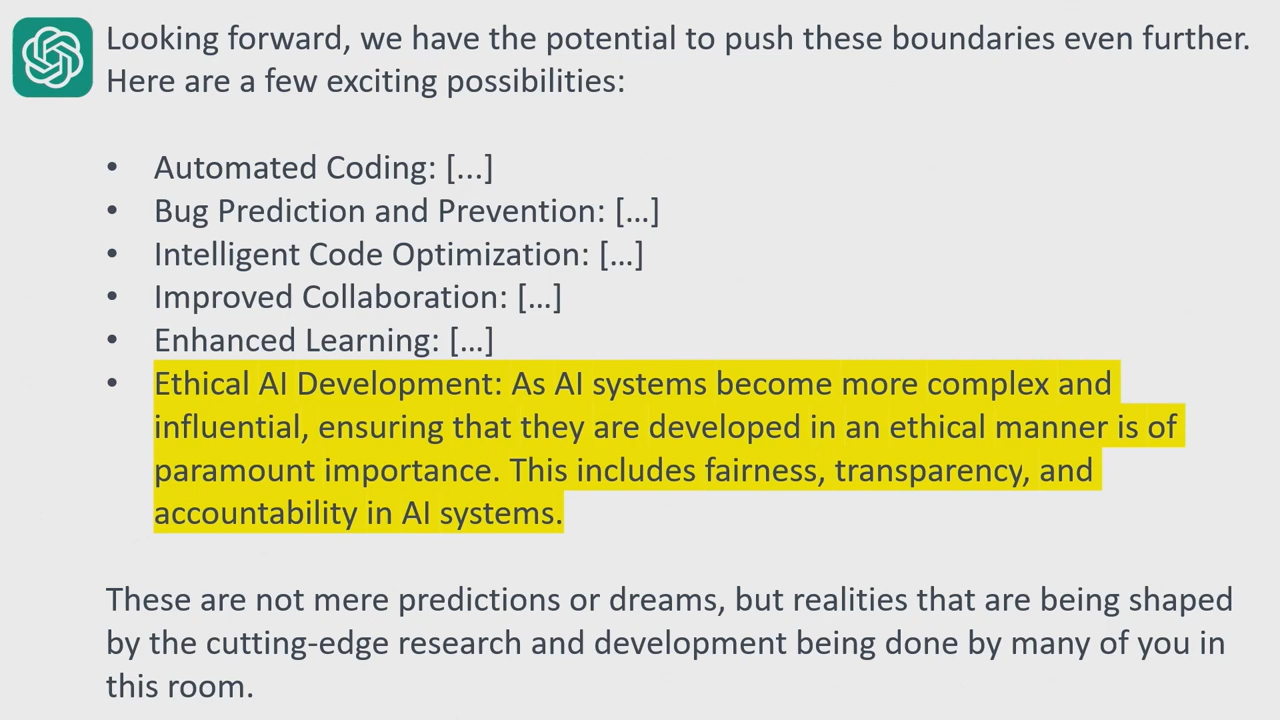 Looking forward, we have the potential to push these boundaries even further.
Here are a few exciting possibilities:
• Automated Coding: [...]
• Bug Prediction and Prevention: [...]
• Intelligent Code Optimization: [...]
• Improved Collaboration: [...]
• Enhanced Learning: [...]
• Ethical AI Development: As AI systems become more complex and
influential, ensuring that they are developed in an ethical manner is of
paramount importance. This includes fairness, transparency, and
accountability in AI systems.
These are not mere predictions or dreams, but realities that are being shaped
by the cutting-edge research and development being done by many of you in
this room.